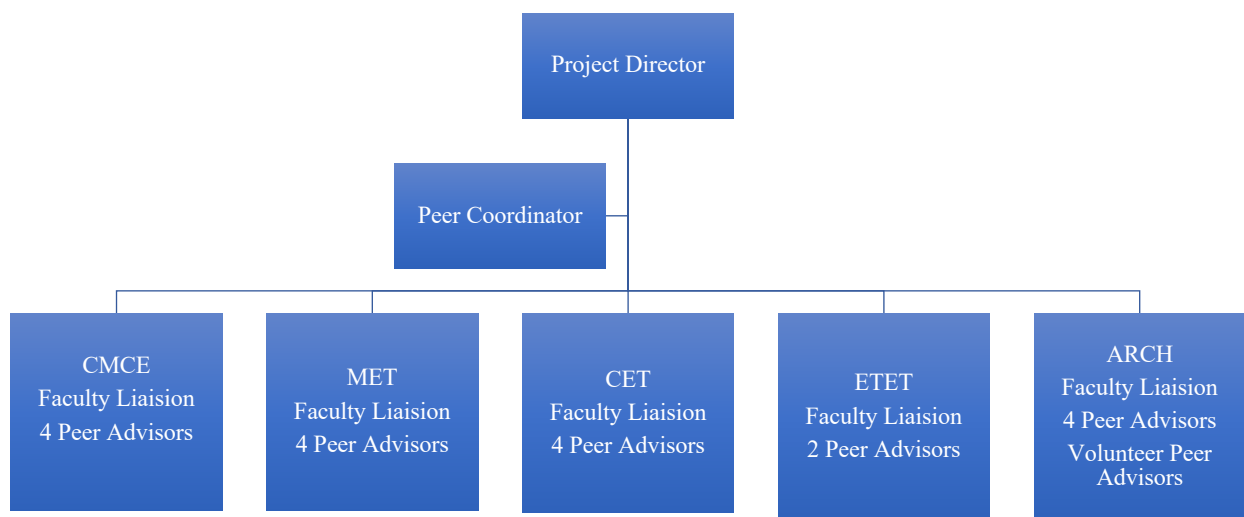 Project Director
Peer Coordinator
CMCE
Faculty Liaision
4 Peer Advisors
MET
Faculty Liaision
4 Peer Advisors
CET
Faculty Liaision
4 Peer Advisors
ETET
Faculty Liaision
2 Peer Advisors
ARCH
Faculty Liaision
4 Peer Advisors
Volunteer Peer
Advisors